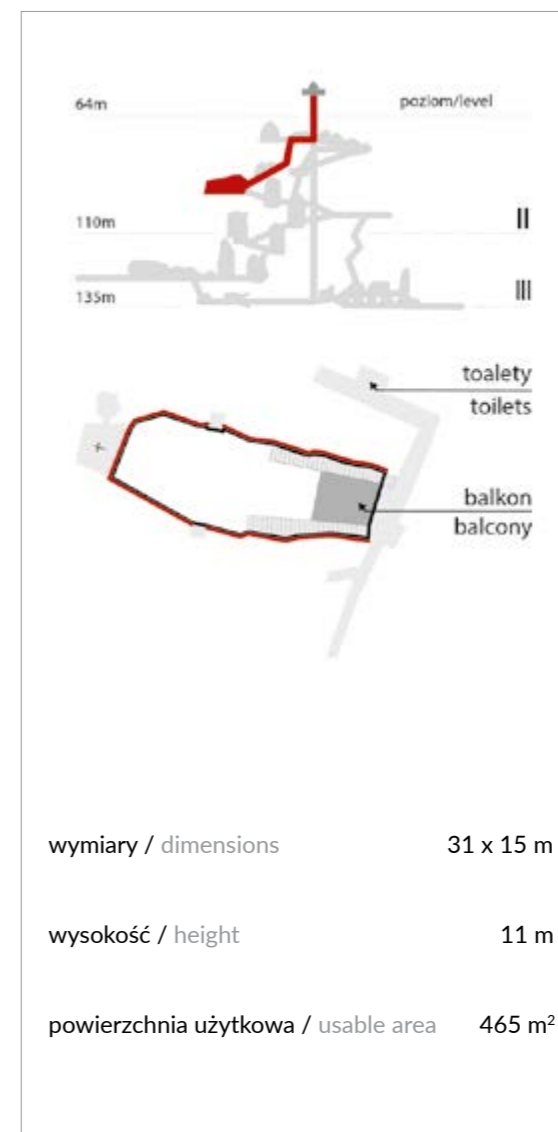 64m poziom/level
110m II
135m III
toalety
toilets
balkon
balcony
wymiary / dimensions 31 x 15 m
wysokość / height 11 m
powierzchnia użytkowa / usable area 465 m²